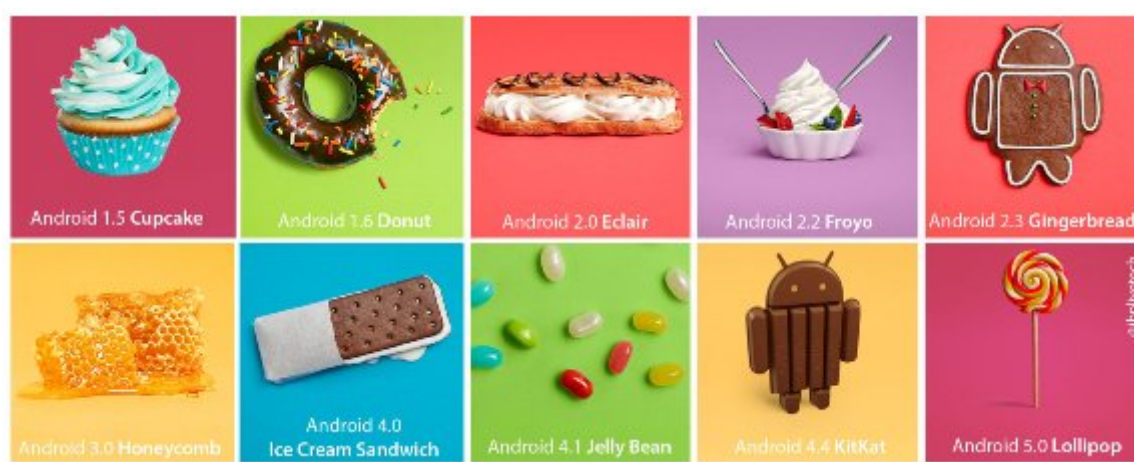 Android 1.5 Cupcake
Android 1.6 Donut
Android 2.0 Eclair
Android 2.2 Froyo
Android 2.3 Gingerbread
Android 3.0 Honeycomb
Android 4.0
Ice Cream Sandwich
Android 4.1 Jelly Bean
Android 4.4 KitKat
Android 5.0 Lollipop